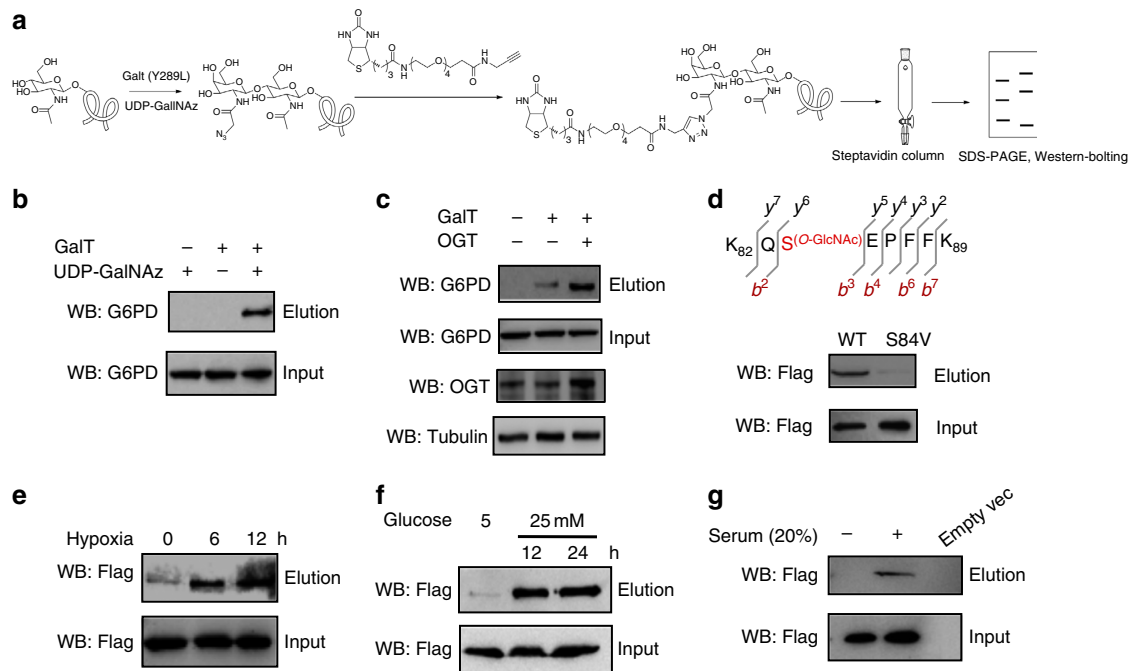 a
Galt (Y289L)
UDP-GallNAz
Steptavidin column
SDS-PAGE, Western-bolting
b
GalT – + +
UDP-GalNAz + – +
WB: G6PD Elution
WB: G6PD Input
c
GalT – + +
OGT – – +
WB: G6PD Elution
WB: G6PD Input
WB: OGT
WB: Tubulin
d
y7 y6 y5 y4 y3 y2
K82 Q S(O-GlcNAc) E P F F K89
b2 b3 b4 b6 b7
WT S84V
WB: Flag Elution
WB: Flag Input
e
Hypoxia 0 6 12 h
WB: Flag Elution
WB: Flag Input
f
Glucose 5 25 mM
12 24 h
WB: Flag Elution
WB: Flag Input
g
Serum (20%) – + Empty vec
WB: Flag Elution
WB: Flag Input